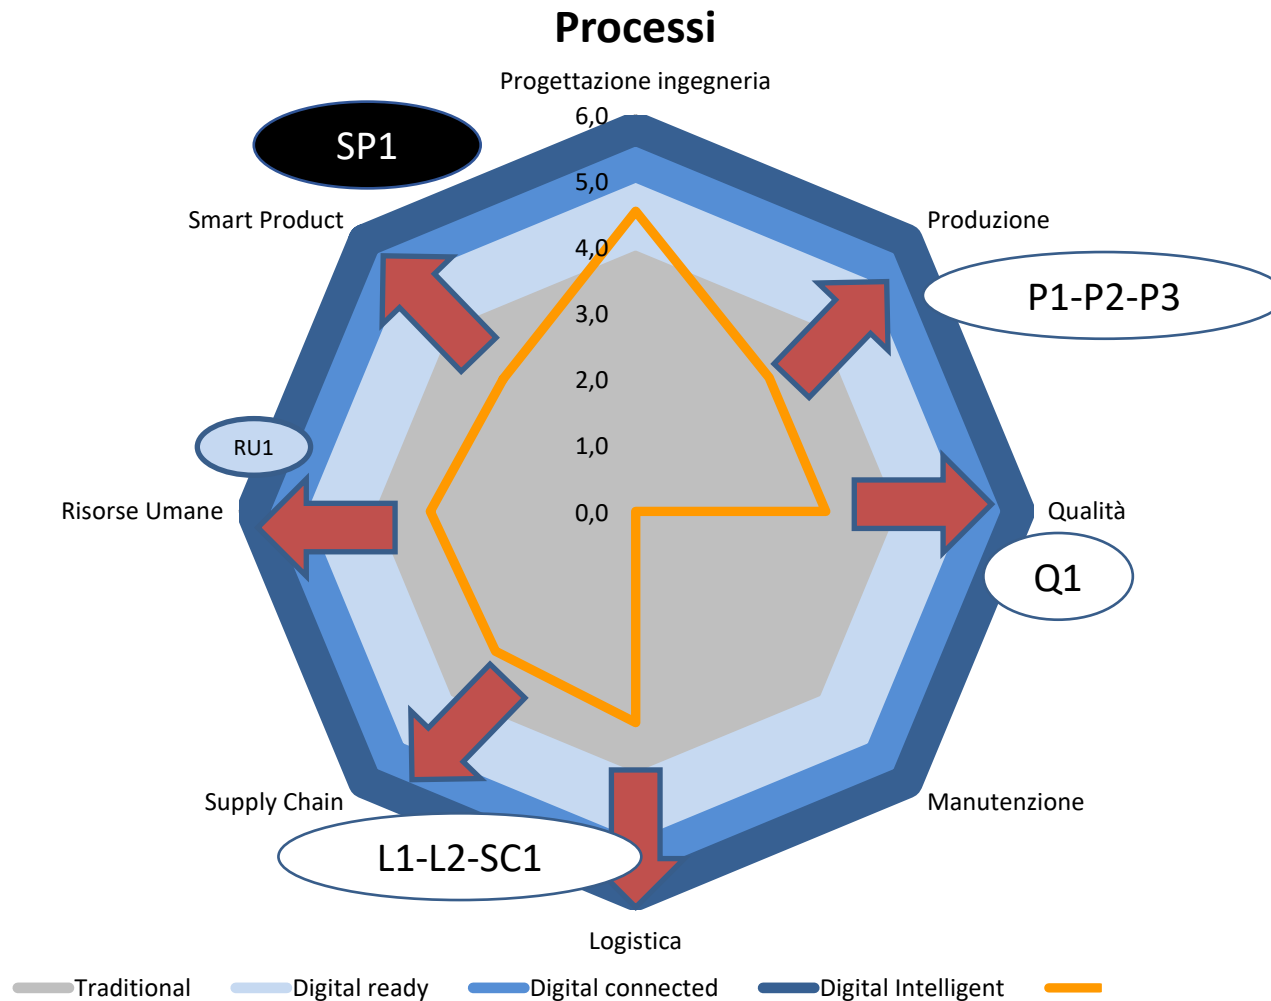 Processi
Progettazione ingegneria
6,0
SP1
5,0
Smart Product
Produzione
4,0
P1-P2-P3
3,0
2,0
RU1
1,0
Risorse Umane
0,0
Qualità
Q1
Supply Chain
Manutenzione
L1-L2-SC1
Logistica
Traditional
Digital ready
Digital connected
Digital Intelligent